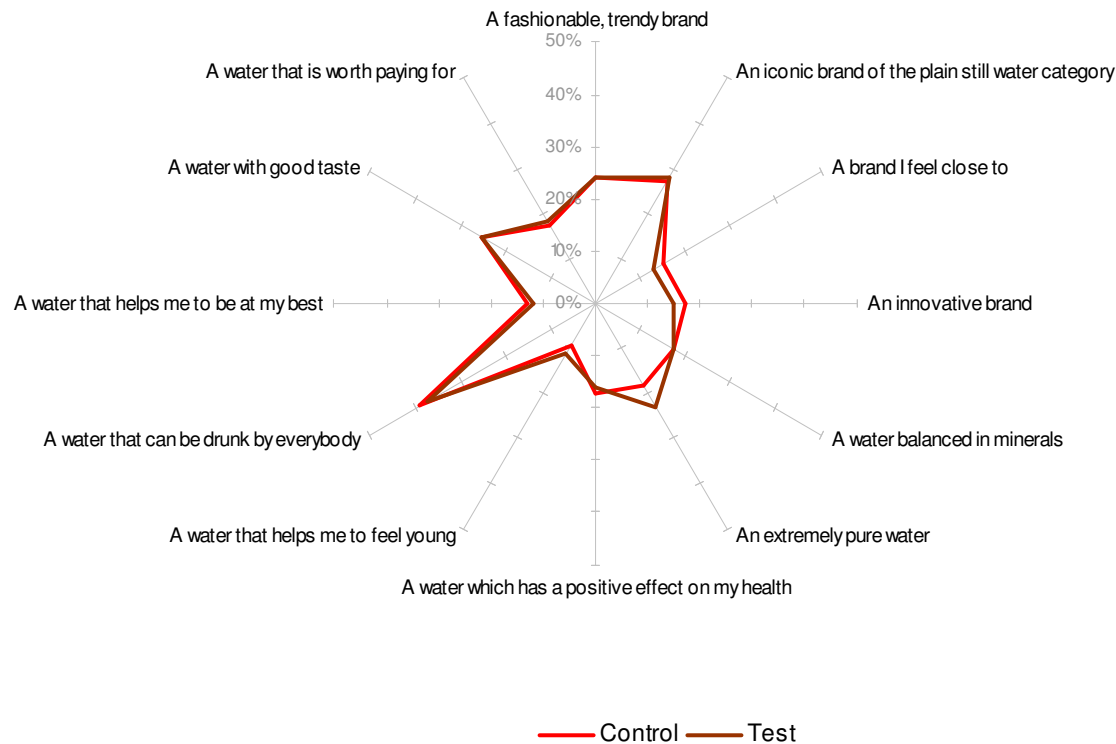 A fashionable, trendy brand
50%
A water that is worth paying for
An iconic brand of the plain still water category
40%
30%
A water with good taste
A brand I feel close to
20%
10%
A water that helps me to be at my best
0%
An innovative brand
A water that can be drunk by everybody
A water balanced in minerals
A water that helps me to feel young
An extremely pure water
A water which has a positive effect on my health
Control
Test